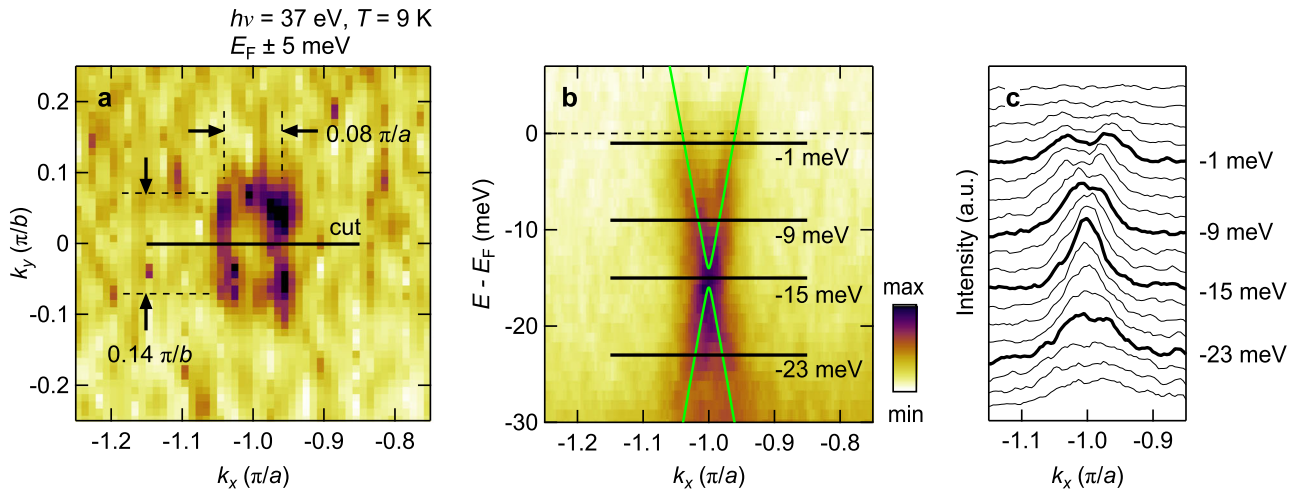 hν = 37 eV, T = 9 K
E_F ± 5 meV
a
0.2
0.1
0
-0.1
-0.2
k_y (π/b)
0.08 π/a
cut
0.14 π/b
-1.2
-1.1
-1.0
-0.9
-0.8
k_x (π/a)
b
0
-10
-20
-30
E - E_F (meV)
-1 meV
-9 meV
-15 meV
-23 meV
-1.2
-1.1
-1.0
-0.9
-0.8
k_x (π/a)
max
min
c
Intensity (a.u.)
-1 meV
-9 meV
-15 meV
-23 meV
-1.1
-1.0
-0.9
k_x (π/a)